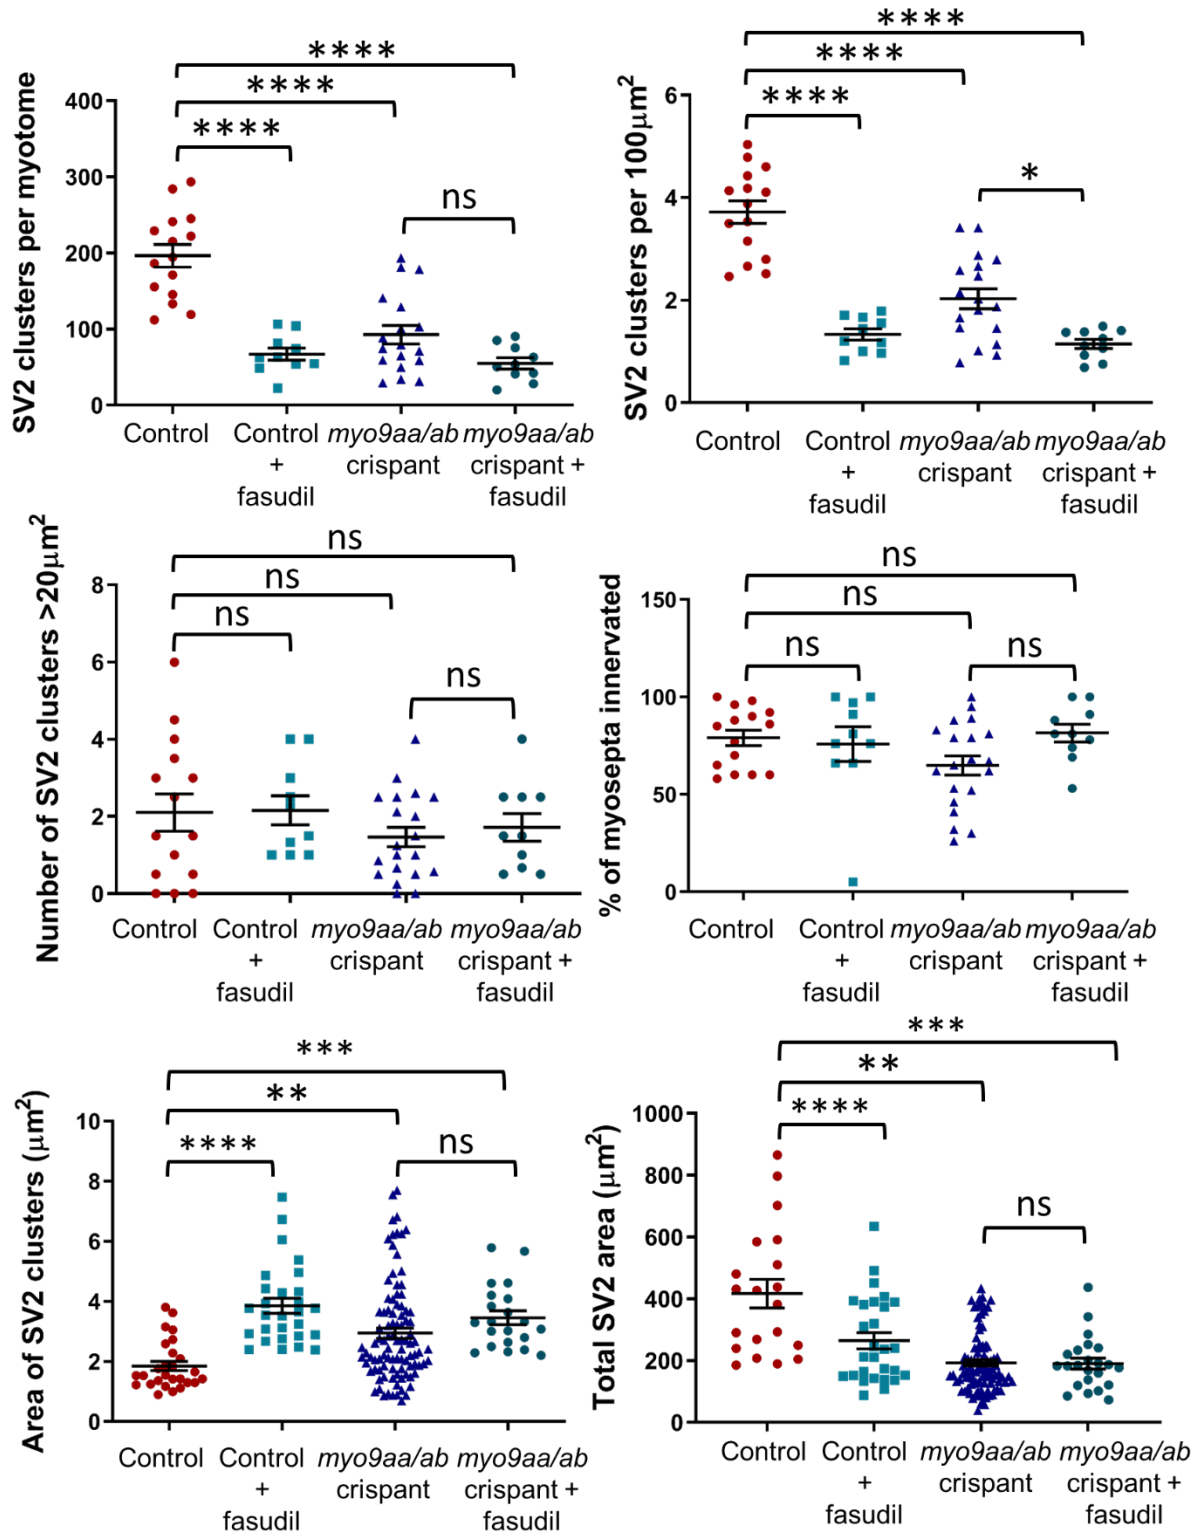 SV2 clusters per myotome
400
300
200
100
0
****
****
****
ns
Control
Control
+
fasudil
myo9aa/ab
crispant
myo9aa/ab
crispant +
fasudil
SV2 clusters per 100μm²
6
4
2
0
****
****
****
*
Control
Control
+
fasudil
myo9aa/ab
crispant
myo9aa/ab
crispant +
fasudil
Number of SV2 clusters >20μm²
8
6
4
2
0
ns
ns
ns
ns
Control
Control
+
fasudil
myo9aa/ab
crispant
myo9aa/ab
crispant +
fasudil
% of myosepta innervated
150
100
50
0
ns
ns
ns
ns
Control
Control
+
fasudil
myo9aa/ab
crispant
myo9aa/ab
crispant +
fasudil
Area of SV2 clusters (μm²)
10
8
6
4
2
0
***
**
****
ns
Control
Control
+
fasudil
myo9aa/ab
crispant
myo9aa/ab
crispant +
fasudil
Total SV2 area (μm²)
1000
800
600
400
200
0
***
**
****
ns
Control
Control
+
fasudil
myo9aa/ab
crispant
myo9aa/ab
crispant +
fasudil